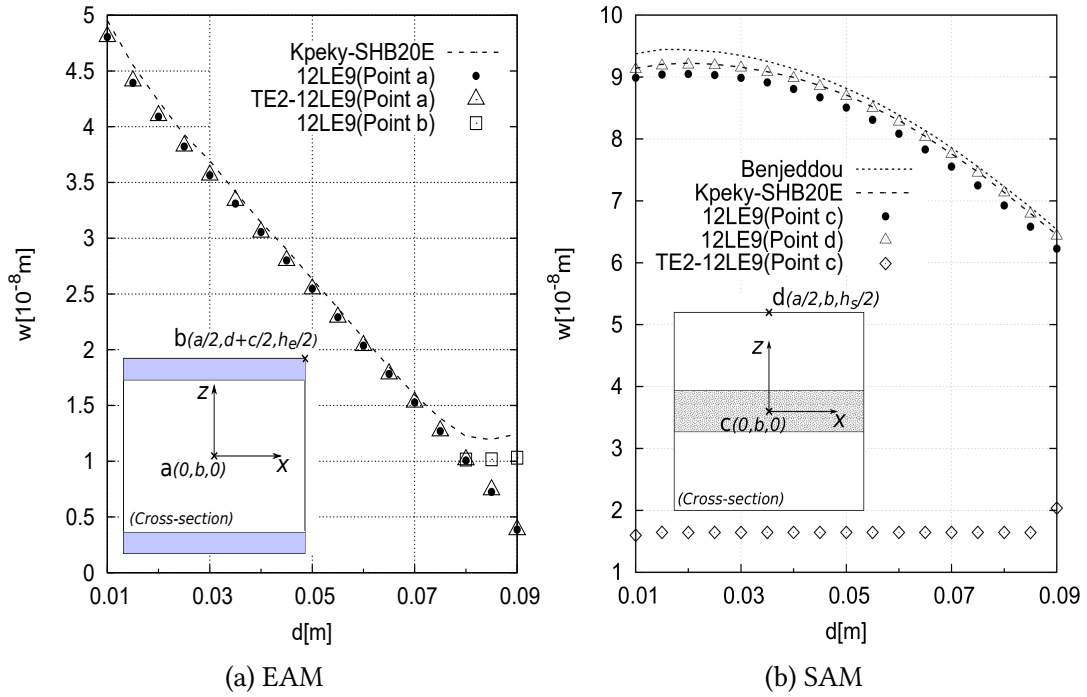 5
4.5
4
3.5
3
2.5
2
1.5
1
0.5
0
w[10⁻⁸m]
Kpeky-SHB20E
12LE9(Point a)
TE2-12LE9(Point a)
12LE9(Point b)
b(a/2,d+c/2,hₑ/2)
z
x
a(0,b,0)
(Cross-section)
0.01 0.03 0.05 0.07 0.09
d[m]
(a) EAM
10
9
8
7
6
5
4
3
2
1
w[10⁻⁸m]
Benjeddou
Kpeky-SHB20E
12LE9(Point c)
12LE9(Point d)
TE2-12LE9(Point c)
d(a/2,b,hₛ/2)
z
x
c(0,b,0)
(Cross-section)
0.01 0.03 0.05 0.07 0.09
d[m]
(b) SAM